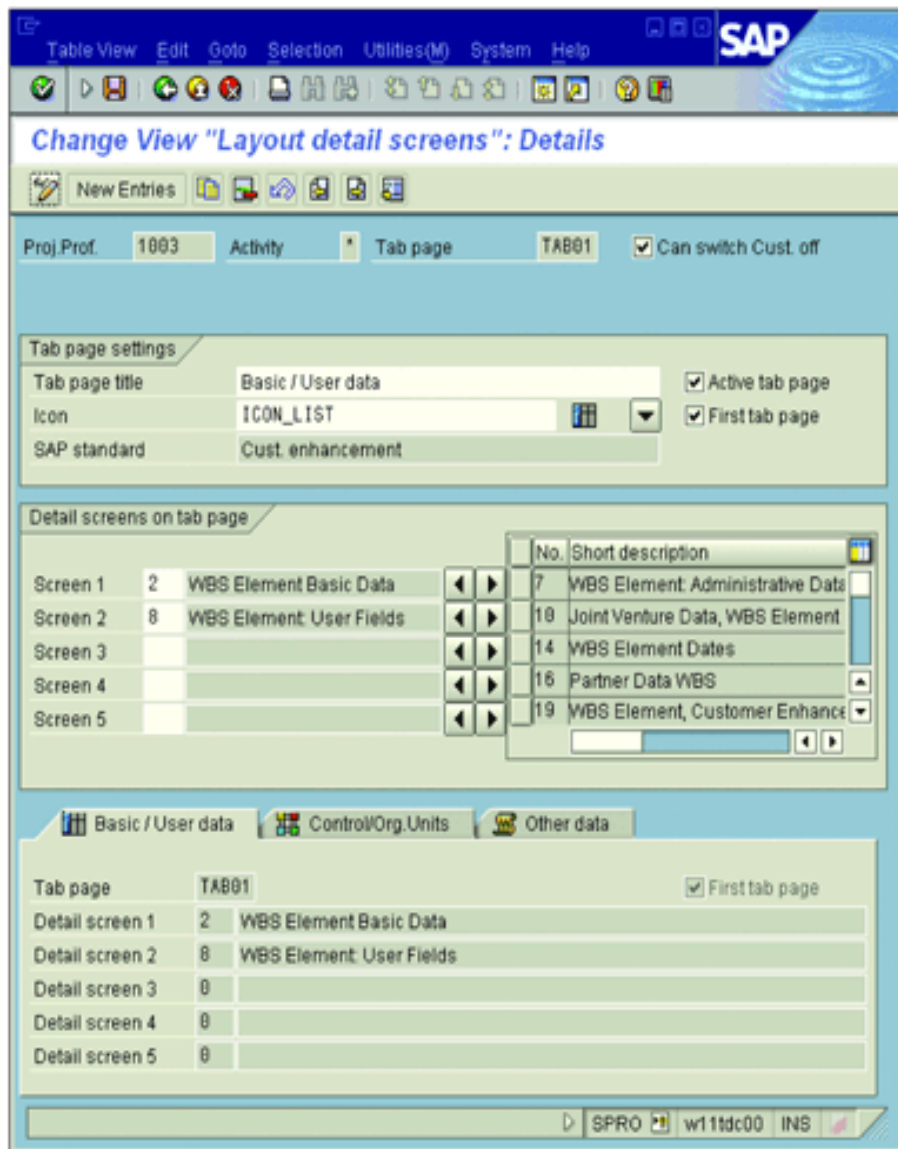 Table View Edit Goto Selection Utilities(M) System Help
SAP
Change View "Layout detail screens": Details
New Entries
Proj.Prof. 1003 Activity * Tab page TAB01 Can switch Cust. off
Tab page settings
Tab page title Basic / User data Active tab page
Icon ICON_LIST First tab page
SAP standard Cust. enhancement
Detail screens on tab page
No. Short description
Screen 1 2 WBS Element Basic Data 7 WBS Element: Administrative Data
Screen 2 8 WBS Element: User Fields 10 Joint Venture Data, WBS Element
Screen 3 14 WBS Element Dates
Screen 4 16 Partner Data WBS
Screen 5 19 WBS Element, Customer Enhance
Basic / User data Control/Org.Units Other data
Tab page TAB01 First tab page
Detail screen 1 2 WBS Element Basic Data
Detail screen 2 8 WBS Element: User Fields
Detail screen 3 0
Detail screen 4 0
Detail screen 5 0
SPRO w11tdc00 INS